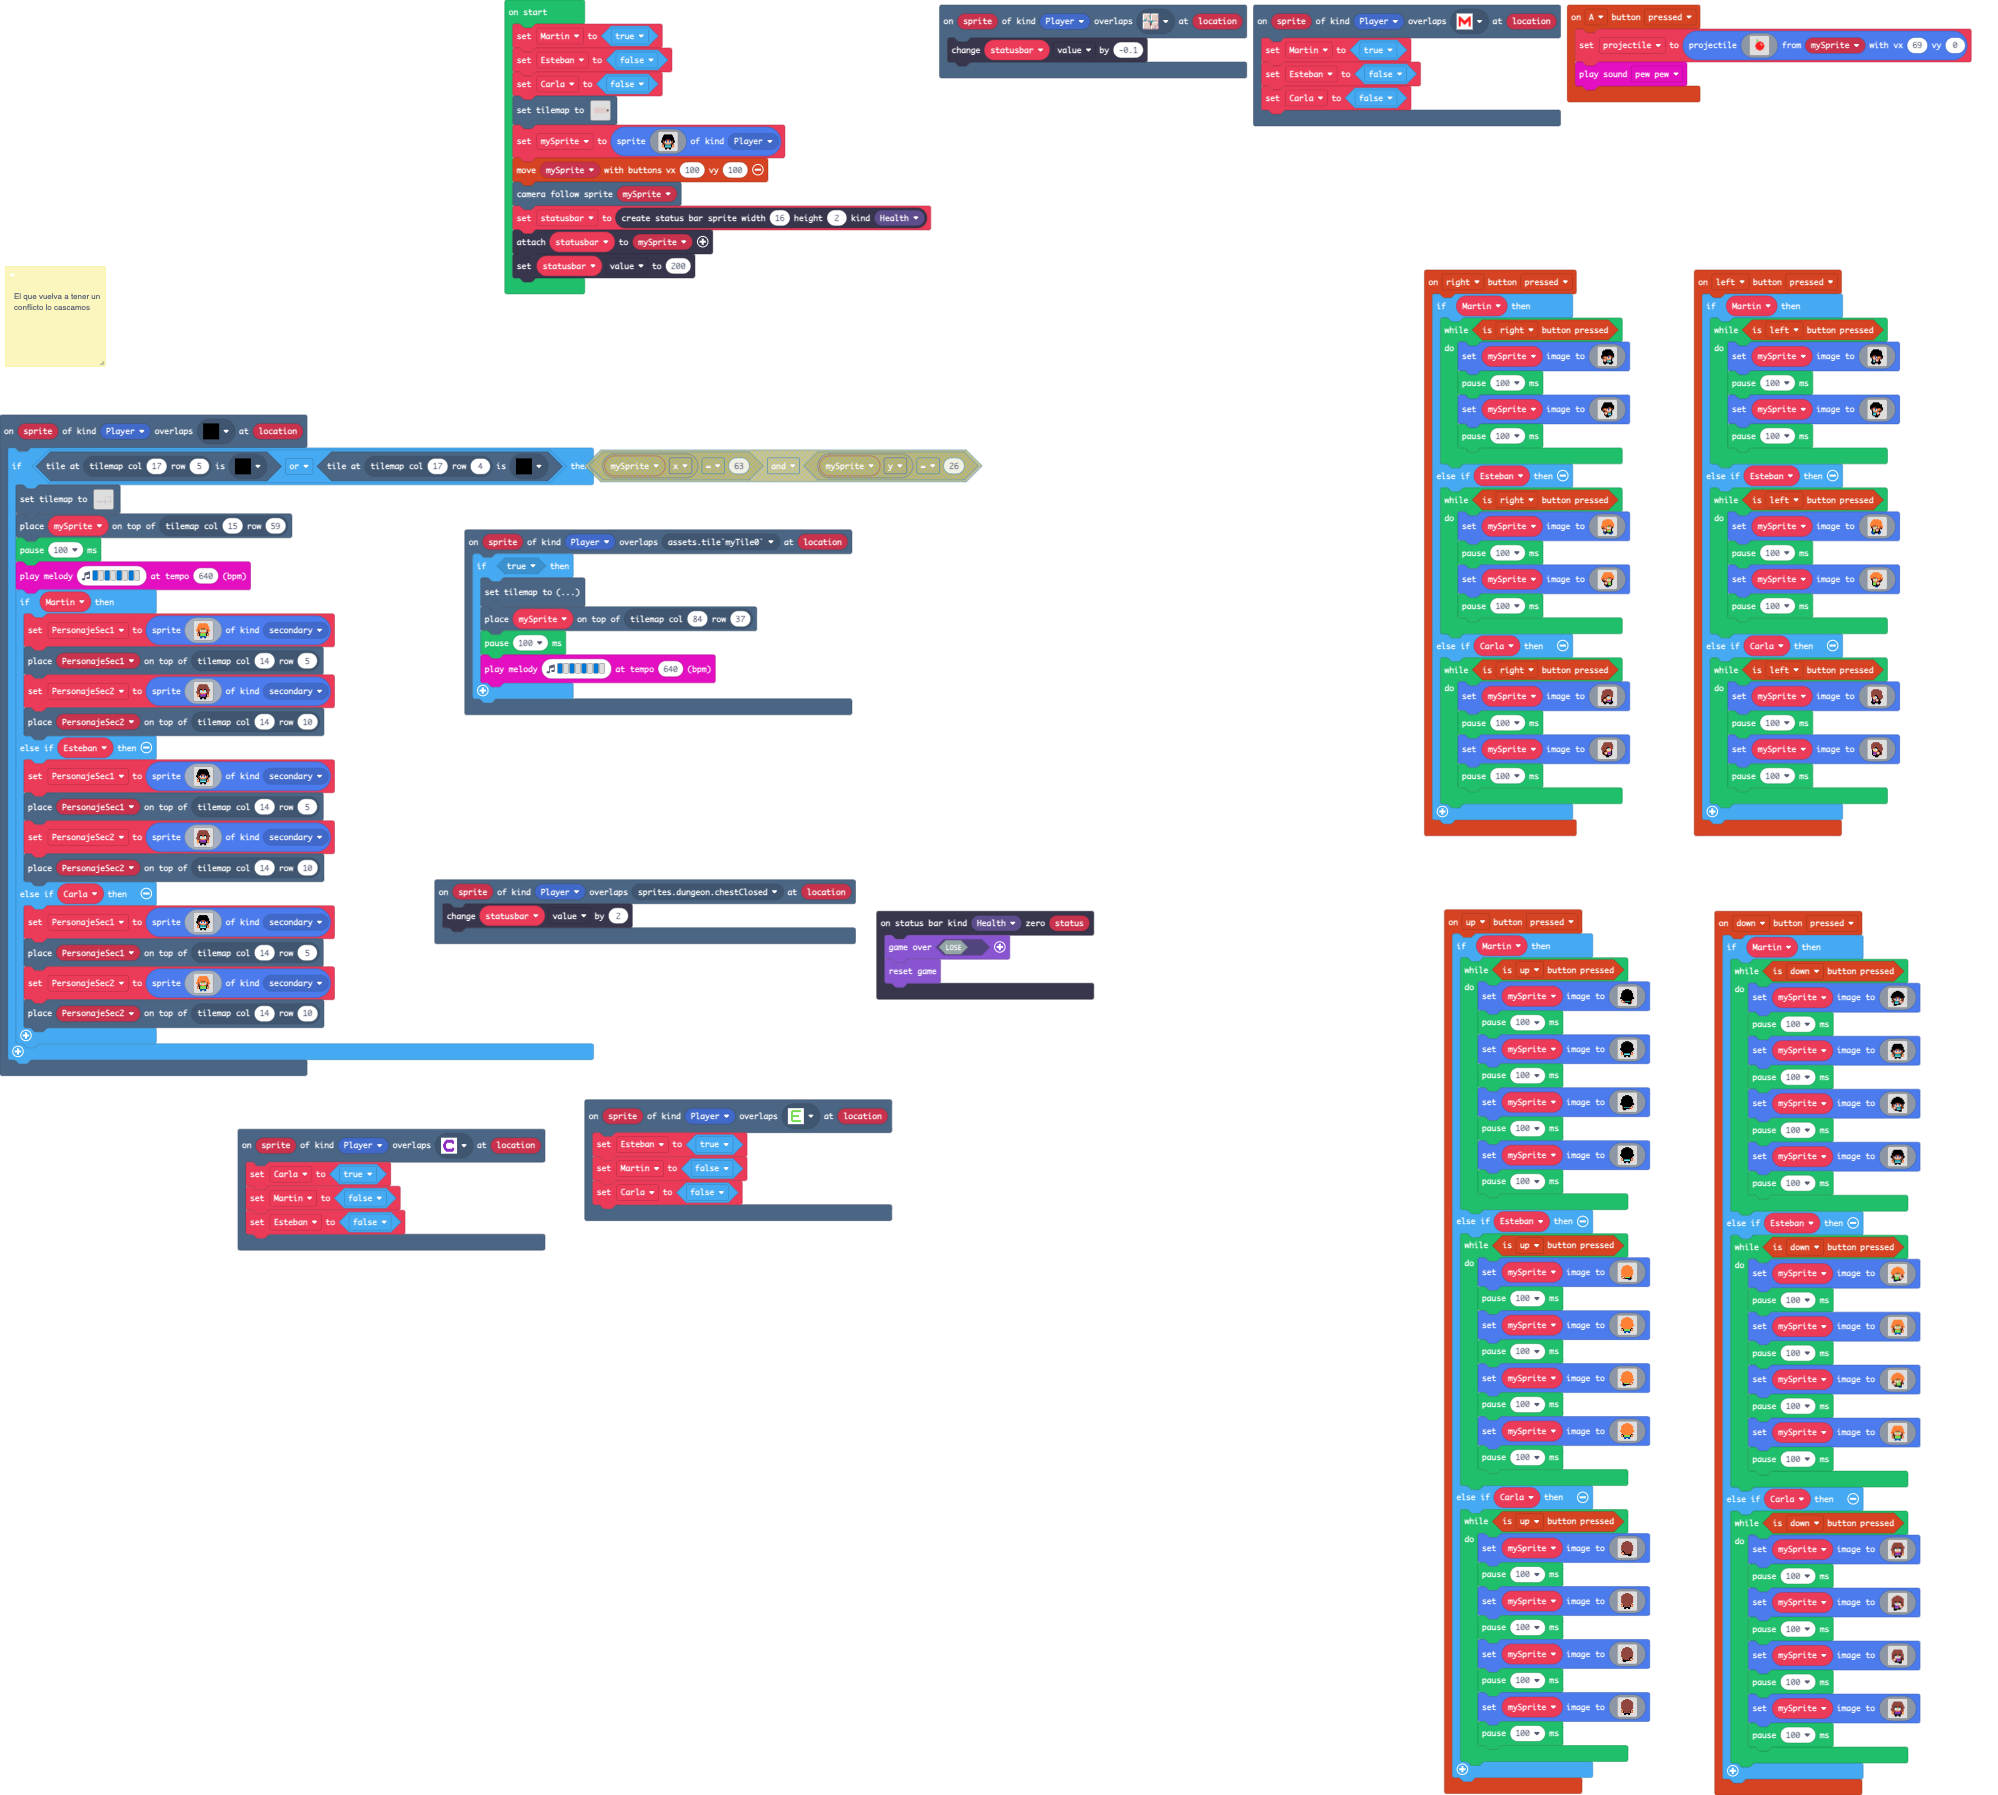 on start
set Martin to true
set Esteban to false
set Carla to false
set tilemap to
set mySprite to sprite of kind Player
move mySprite with buttons vx 100 vy 100
camera follow sprite mySprite
set statusbar to create status bar sprite width 16 height 2 kind Health
attach statusbar to mySprite
set statusbar value to 200
on sprite of kind Player overlaps at location
change statusbar value by -0.1
on sprite of kind Player overlaps M at location
set Martin to true
set Esteban to false
set Carla to false
on A button pressed
set projectile to projectile from mySprite with vx 69 vy 0
play sound pew pew
El que vuelva a tener un
conflicto lo cascamos
on sprite of kind Player overlaps at location
if tile at tilemap col 17 row 5 is or tile at tilemap col 17 row 4 is then
mySprite x = 63 and mySprite y = 26
set tilemap to
place mySprite on top of tilemap col 15 row 59
pause 100 ms
play melody at tempo 640 (bpm)
if Martin then
set PersonajeSec1 to sprite of kind secondary
place PersonajeSec1 on top of tilemap col 14 row 5
set PersonajeSec2 to sprite of kind secondary
place PersonajeSec2 on top of tilemap col 14 row 10
else if Esteban then
set PersonajeSec1 to sprite of kind secondary
place PersonajeSec1 on top of tilemap col 14 row 5
set PersonajeSec2 to sprite of kind secondary
place PersonajeSec2 on top of tilemap col 14 row 10
else if Carla then
set PersonajeSec1 to sprite of kind secondary
place PersonajeSec1 on top of tilemap col 14 row 5
set PersonajeSec2 to sprite of kind secondary
place PersonajeSec2 on top of tilemap col 14 row 10
on sprite of kind Player overlaps assets.tile`myTile0` at location
if true then
set tilemap to (...)
place mySprite on top of tilemap col 84 row 37
pause 100 ms
play melody at tempo 640 (bpm)
on sprite of kind Player overlaps sprites.dungeon.chestClosed at location
change statusbar value by 2
on status bar kind Health zero status
game over LOSE
reset game
on sprite of kind Player overlaps C at location
set Carla to true
set Martin to false
set Esteban to false
on sprite of kind Player overlaps E at location
set Esteban to true
set Martin to false
set Carla to false
on right button pressed
if Martin then
while is right button pressed
do set mySprite image to
pause 100 ms
set mySprite image to
pause 100 ms
else if Esteban then
while is right button pressed
do set mySprite image to
pause 100 ms
set mySprite image to
pause 100 ms
else if Carla then
while is right button pressed
do set mySprite image to
pause 100 ms
set mySprite image to
pause 100 ms
on left button pressed
if Martin then
while is left button pressed
do set mySprite image to
pause 100 ms
set mySprite image to
pause 100 ms
else if Esteban then
while is left button pressed
do set mySprite image to
pause 100 ms
set mySprite image to
pause 100 ms
else if Carla then
while is left button pressed
do set mySprite image to
pause 100 ms
set mySprite image to
pause 100 ms
on up button pressed
if Martin then
while is up button pressed
do set mySprite image to
pause 100 ms
set mySprite image to
pause 100 ms
set mySprite image to
pause 100 ms
set mySprite image to
pause 100 ms
else if Esteban then
while is up button pressed
do set mySprite image to
pause 100 ms
set mySprite image to
pause 100 ms
set mySprite image to
pause 100 ms
set mySprite image to
pause 100 ms
else if Carla then
while is up button pressed
do set mySprite image to
pause 100 ms
set mySprite image to
pause 100 ms
set mySprite image to
pause 100 ms
set mySprite image to
pause 100 ms
on down button pressed
if Martin then
while is down button pressed
do set mySprite image to
pause 100 ms
set mySprite image to
pause 100 ms
set mySprite image to
pause 100 ms
set mySprite image to
pause 100 ms
else if Esteban then
while is down button pressed
do set mySprite image to
pause 100 ms
set mySprite image to
pause 100 ms
set mySprite image to
pause 100 ms
set mySprite image to
pause 100 ms
else if Carla then
while is down button pressed
do set mySprite image to
pause 100 ms
set mySprite image to
pause 100 ms
set mySprite image to
pause 100 ms
set mySprite image to
pause 100 ms